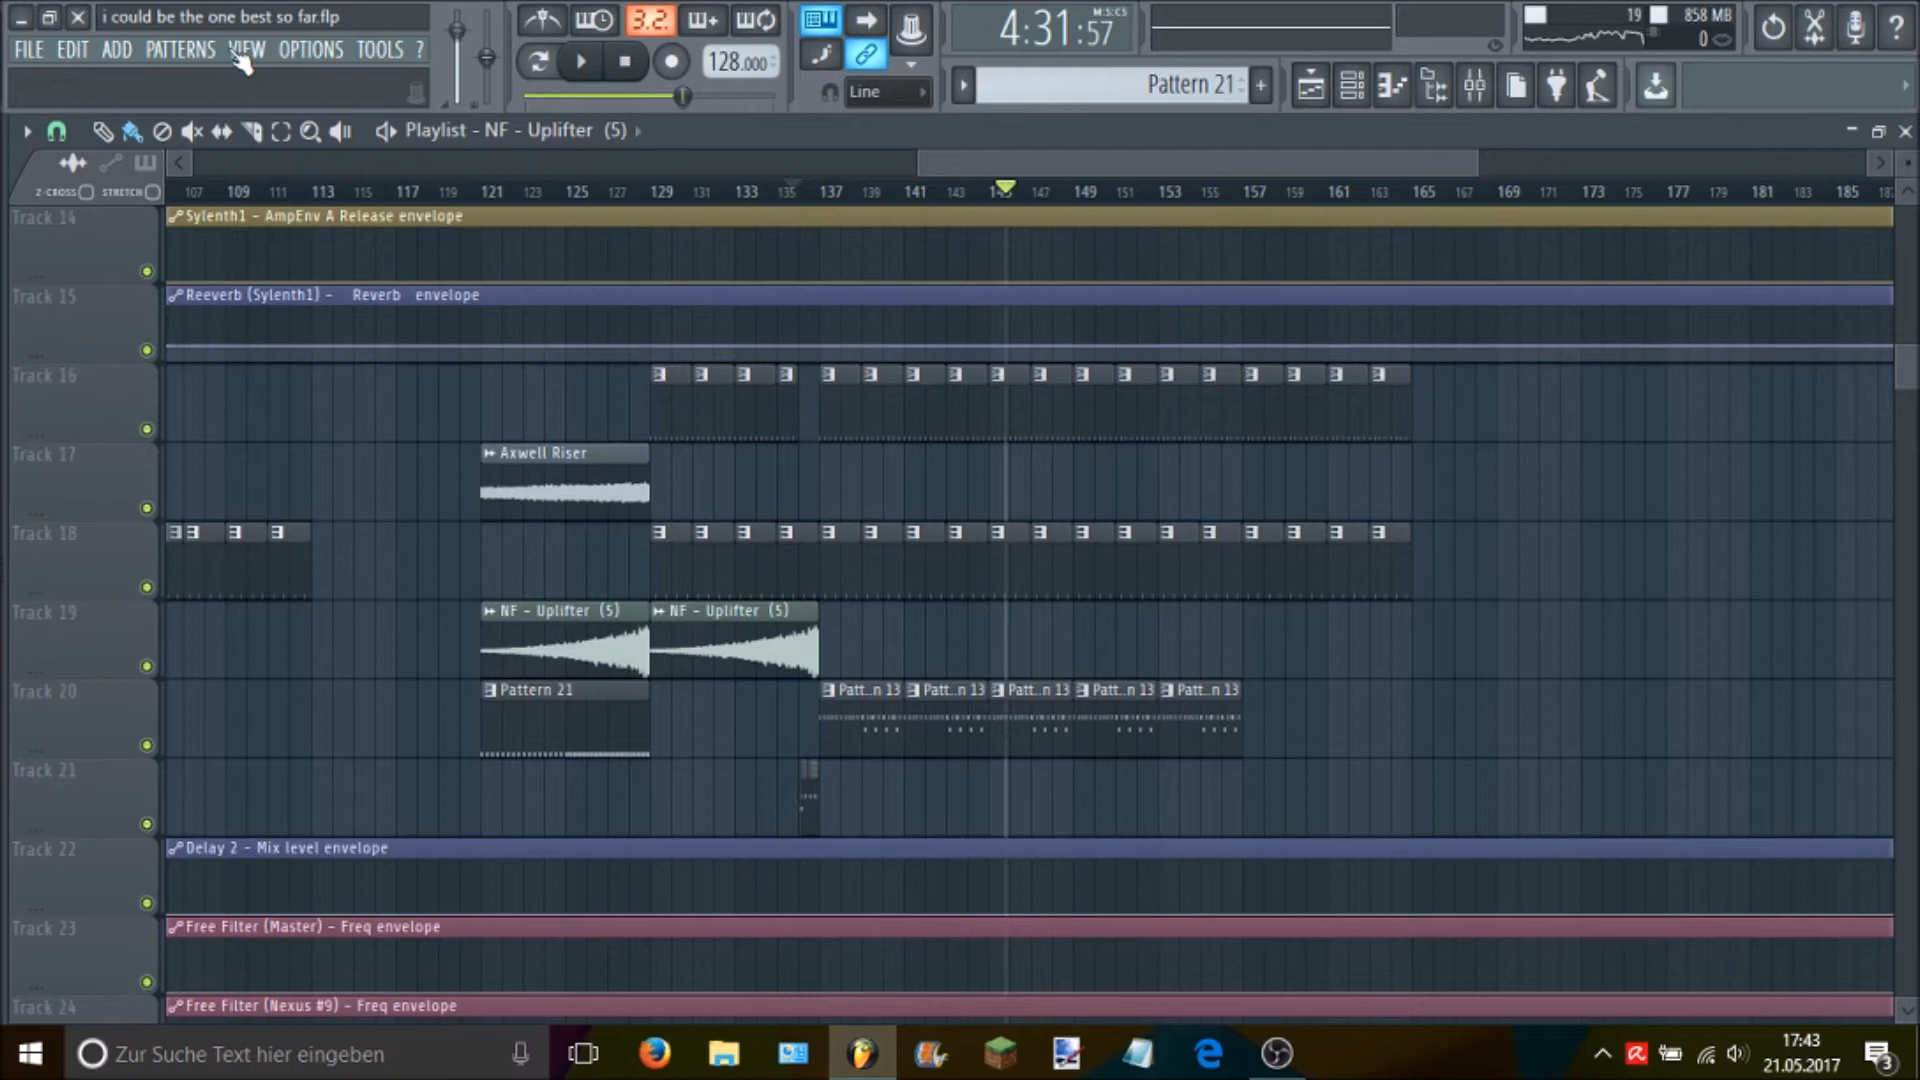 i could be the one best so far.flp
FILE EDIT ADD PATTERNS VIEW OPTIONS TOOLS ?
3.2.
128.000
Line
4:31:57
M:S:CS
Pattern 21
19
858 MB
0
Playlist - NF - Uplifter (5)
Z-CROSS STRETCH
107 109 111 113 115 117 119 121 123 125 127 129 131 133 135 137 139 141 143 147 149 151 153 155 157 159 161 163 165 167 169 171 173 175 177 179 181 183 185
Track 14
Sylenth1 - AmpEnv A Release envelope
Track 15
Reeverb (Sylenth1) - Reverb envelope
Track 16
Track 17
Axwell Riser
Track 18
Track 19
NF - Uplifter (5) NF - Uplifter (5)
Track 20
Pattern 21
Patt..n 13 Patt..n 13 Patt..n 13 Patt..n 13 Patt..n 13
Track 21
Track 22
Delay 2 - Mix level envelope
Track 23
Free Filter (Master) - Freq envelope
Track 24
Free Filter (Nexus #9) - Freq envelope
Zur Suche Text hier eingeben
17:43
21.05.2017
3